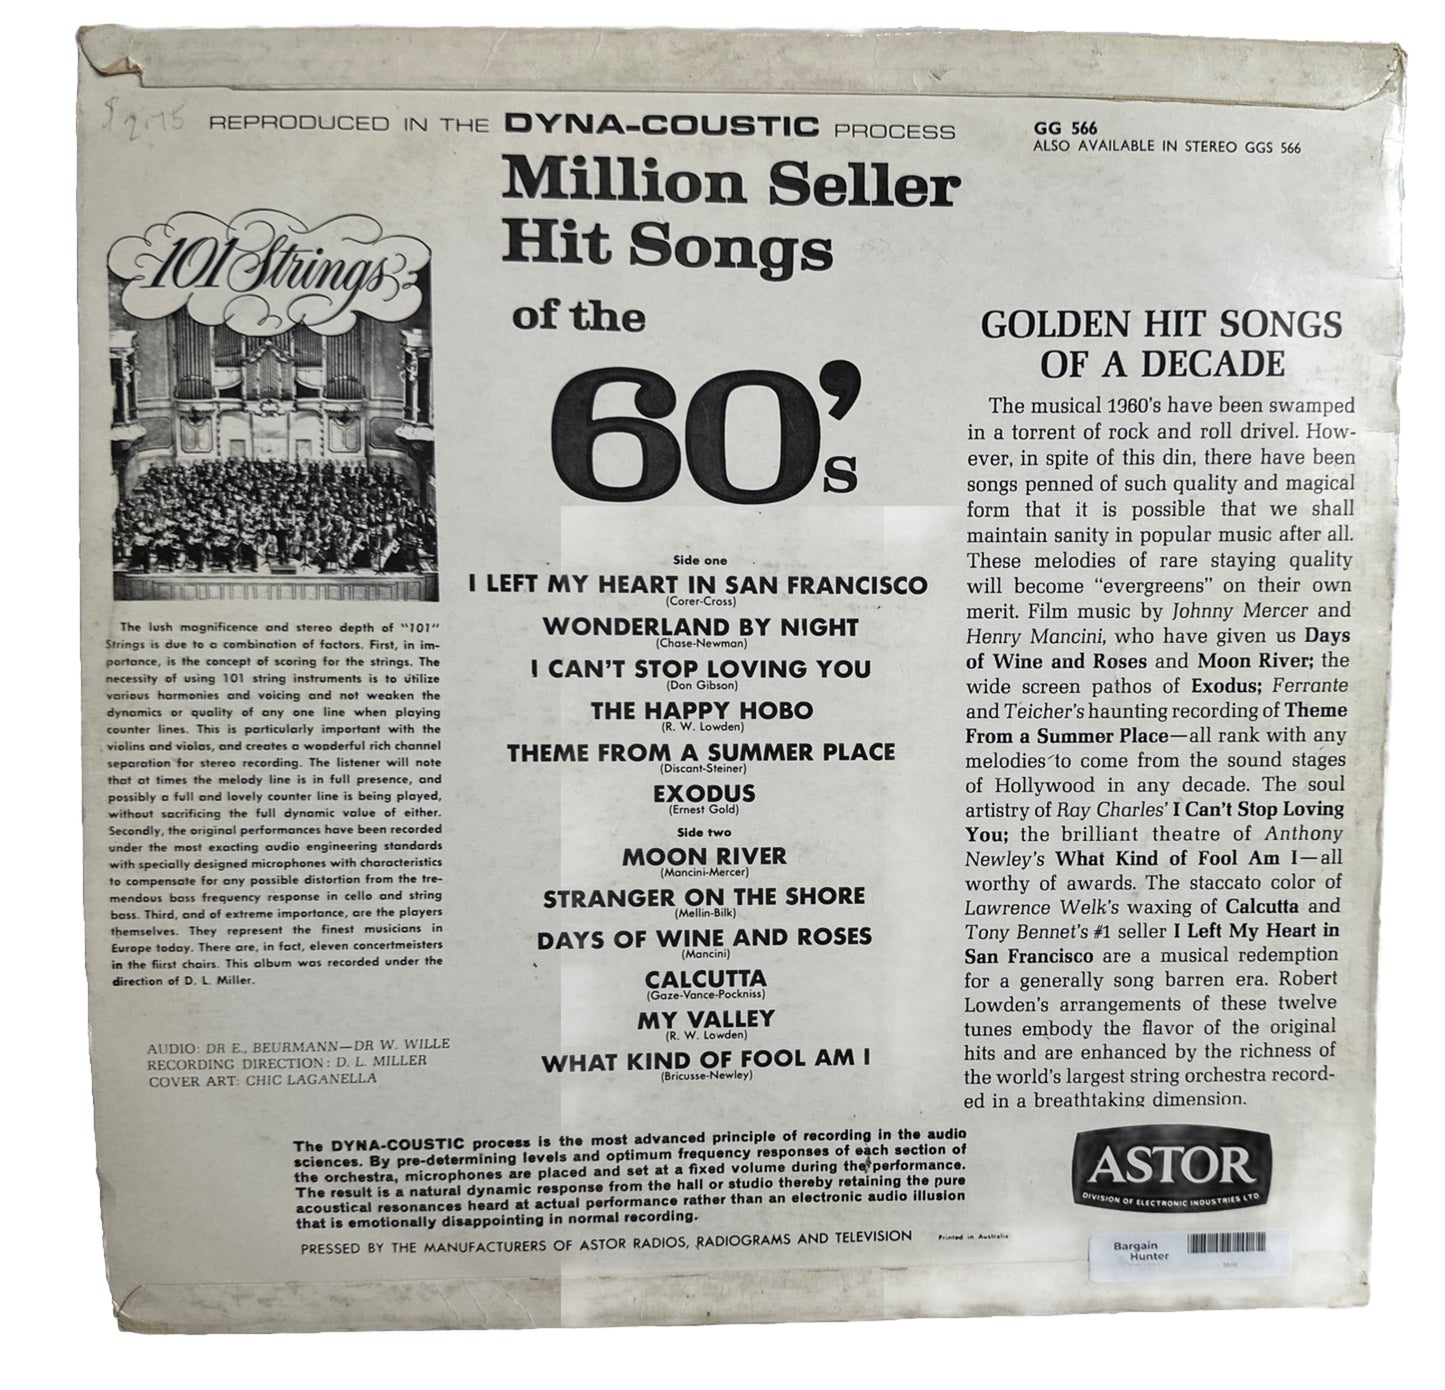 $2.75
REPRODUCED IN THE DYNA-COUSTIC PROCESS
GG 566
ALSO AVAILABLE IN STEREO GGS 566
Million Seller
Hit Songs
of the
60's
101 Strings
The lush magnificence and stereo depth of "101"
Strings is due to a combination of factors. First, in im-
portance, is the concept of scoring for the strings. The
necessity of using 101 string instruments is to utilize
various harmonies and voicing and not weaken the
dynamics or quality of any one line when playing
counter lines. This is particularly important with the
violins and violas, and creates a wonderful rich channel
separation for stereo recording. The listener will note
that at times the melody line is in full presence, and
possibly a full and lovely counter line is being played,
without sacrificing the full dynamic value of either.
Secondly, the original performances have been recorded
under the most exacting audio engineering standards
with specially designed microphones with characteristics
to compensate for any possible distortion from the tre-
mendous bass frequency response in cello and string
bass. Third, and of extreme importance, are the players
themselves. They represent the finest musicians in
Europe today. There are, in fact, eleven concertmeisters
in the fiirst chairs. This album was recorded under the
direction of D. L. Miller.
AUDIO: DR E., BEURMANN—DR W. WILLE
RECORDING DIRECTION: D. L. MILLER
COVER ART: CHIC LAGANELLA
Side one
I LEFT MY HEART IN SAN FRANCISCO
(Corer-Cross)
WONDERLAND BY NIGHT
(Chase-Newman)
I CAN'T STOP LOVING YOU
(Don Gibson)
THE HAPPY HOBO
(R. W. Lowden)
THEME FROM A SUMMER PLACE
(Discant-Steiner)
EXODUS
(Ernest Gold)
Side two
MOON RIVER
(Mancini-Mercer)
STRANGER ON THE SHORE
(Mellin-Bilk)
DAYS OF WINE AND ROSES
(Mancini)
CALCUTTA
(Gaze-Vance-Pockniss)
MY VALLEY
(R. W. Lowden)
WHAT KIND OF FOOL AM I
(Bricusse-Newley)
GOLDEN HIT SONGS
OF A DECADE
The musical 1960's have been swamped
in a torrent of rock and roll drivel. How-
ever, in spite of this din, there have been
songs penned of such quality and magical
form that it is possible that we shall
maintain sanity in popular music after all.
These melodies of rare staying quality
will become "evergreens" on their own
merit. Film music by Johnny Mercer and
Henry Mancini, who have given us Days
of Wine and Roses and Moon River; the
wide screen pathos of Exodus; Ferrante
and Teicher's haunting recording of Theme
From a Summer Place—all rank with any
melodies to come from the sound stages
of Hollywood in any decade. The soul
artistry of Ray Charles' I Can't Stop Loving
You; the brilliant theatre of Anthony
Newley's What Kind of Fool Am I—all
worthy of awards. The staccato color of
Lawrence Welk's waxing of Calcutta and
Tony Bennet's #1 seller I Left My Heart in
San Francisco are a musical redemption
for a generally song barren era. Robert
Lowden's arrangements of these twelve
tunes embody the flavor of the original
hits and are enhanced by the richness of
the world's largest string orchestra record-
ed in a breathtaking dimension.
The DYNA-COUSTIC process is the most advanced principle of recording in the audio
sciences. By pre-determining levels and optimum frequency responses of each section of
the orchestra, microphones are placed and set at a fixed volume during the performance.
The result is a natural dynamic response from the hall or studio thereby retaining the pure
acoustical resonances heard at actual performance rather than an electronic audio illusion
that is emotionally disappointing in normal recording.
PRESSED BY THE MANUFACTURERS OF ASTOR RADIOS, RADIOGRAMS AND TELEVISION
Printed in Australia
ASTOR
DIVISION OF ELECTRONIC INDUSTRIES LTD
Bargain
Hunter